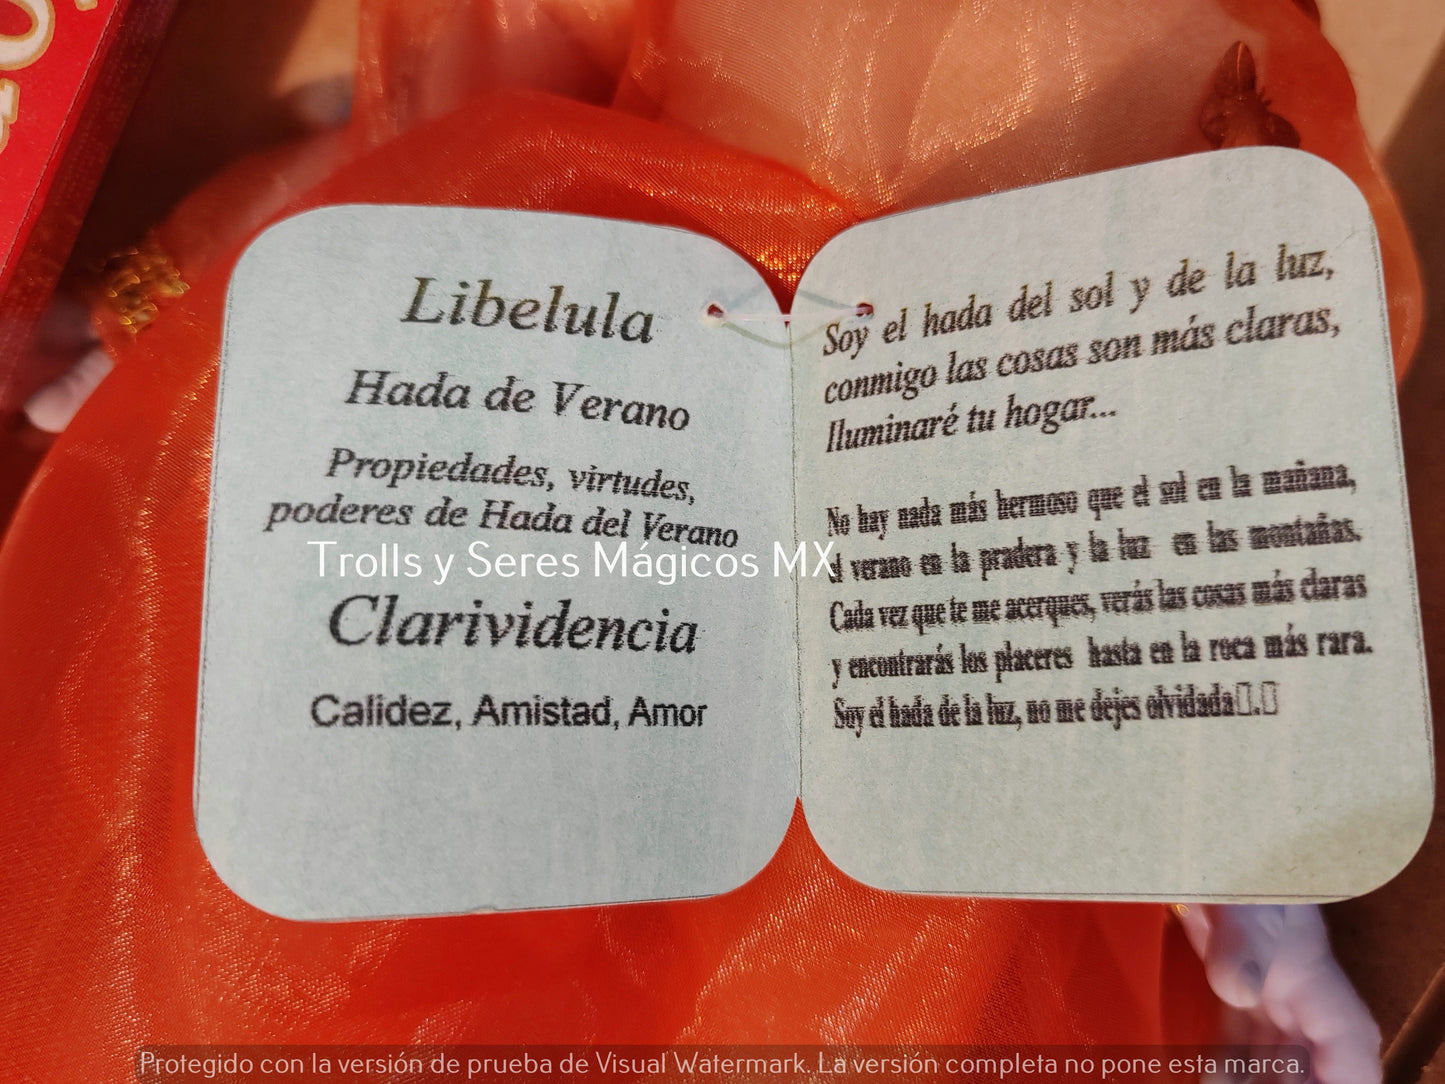 Libelula
Hada de Verano
Propiedades, virtudes,
poderes de Hada del Verano
Clarividencia
Calidez, Amistad, Amor
Soy el hada del sol y de la luz,
conmigo las cosas son más claras,
Iluminaré tu hogar...
No hay nada más hermoso que el sol en la mañana,
el verano en la pradera y la luz en las montañas.
Cada vez que te me acerques, verás las cosas más claras
y encontrarás los placeres hasta en la roca más rara.
Soy el hada de la luz, no me dejes olvidada▯.▯
Trolls y Seres Mágicos MX
Protegido con la versión de prueba de Visual Watermark. La versión completa no pone esta marca.